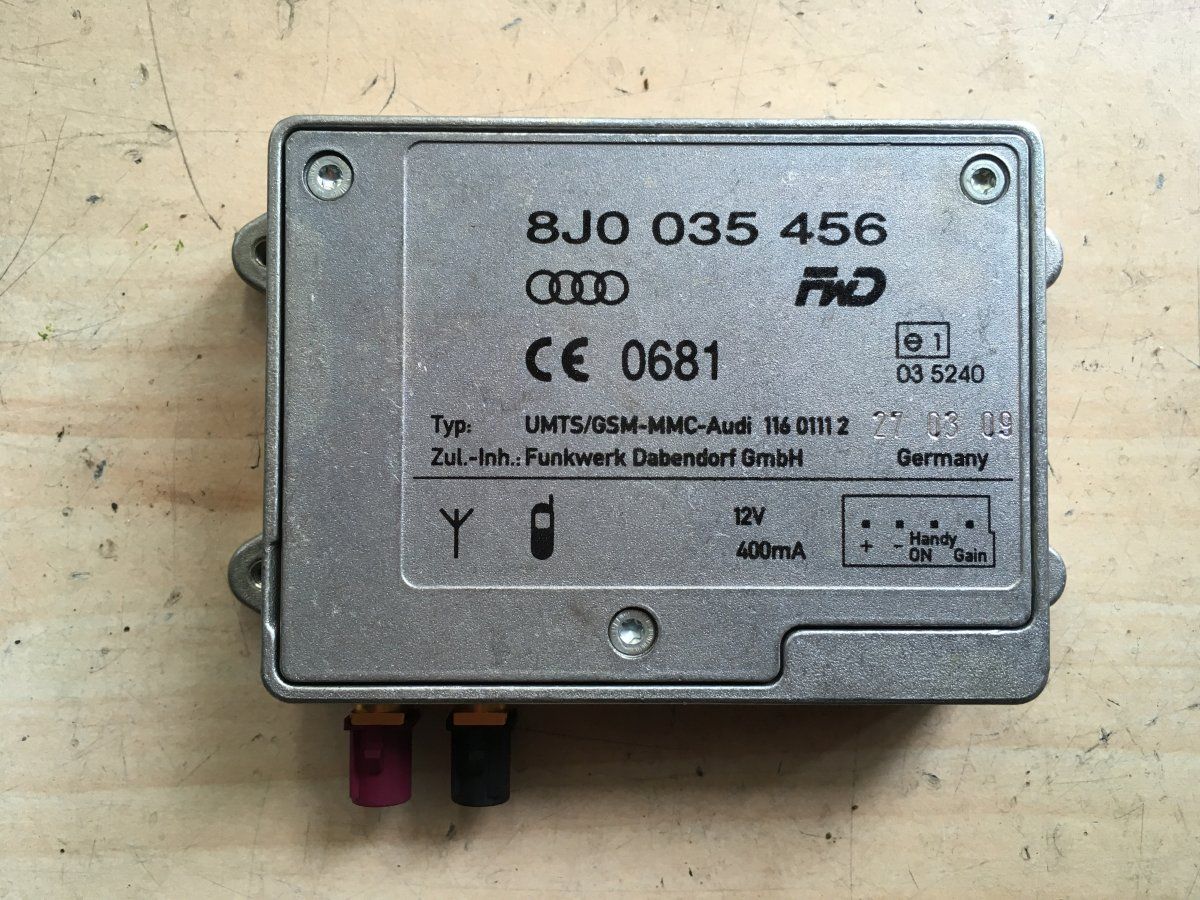 8J0 035 456
FWD
CE 0681
e 1
03 5240
Typ: UMTS/GSM-MMC-Audi 116 0111 2 27 03 09
Zul.-Inh.: Funkwerk Dabendorf GmbH Germany
12V
400mA
+ - Handy ON Gain